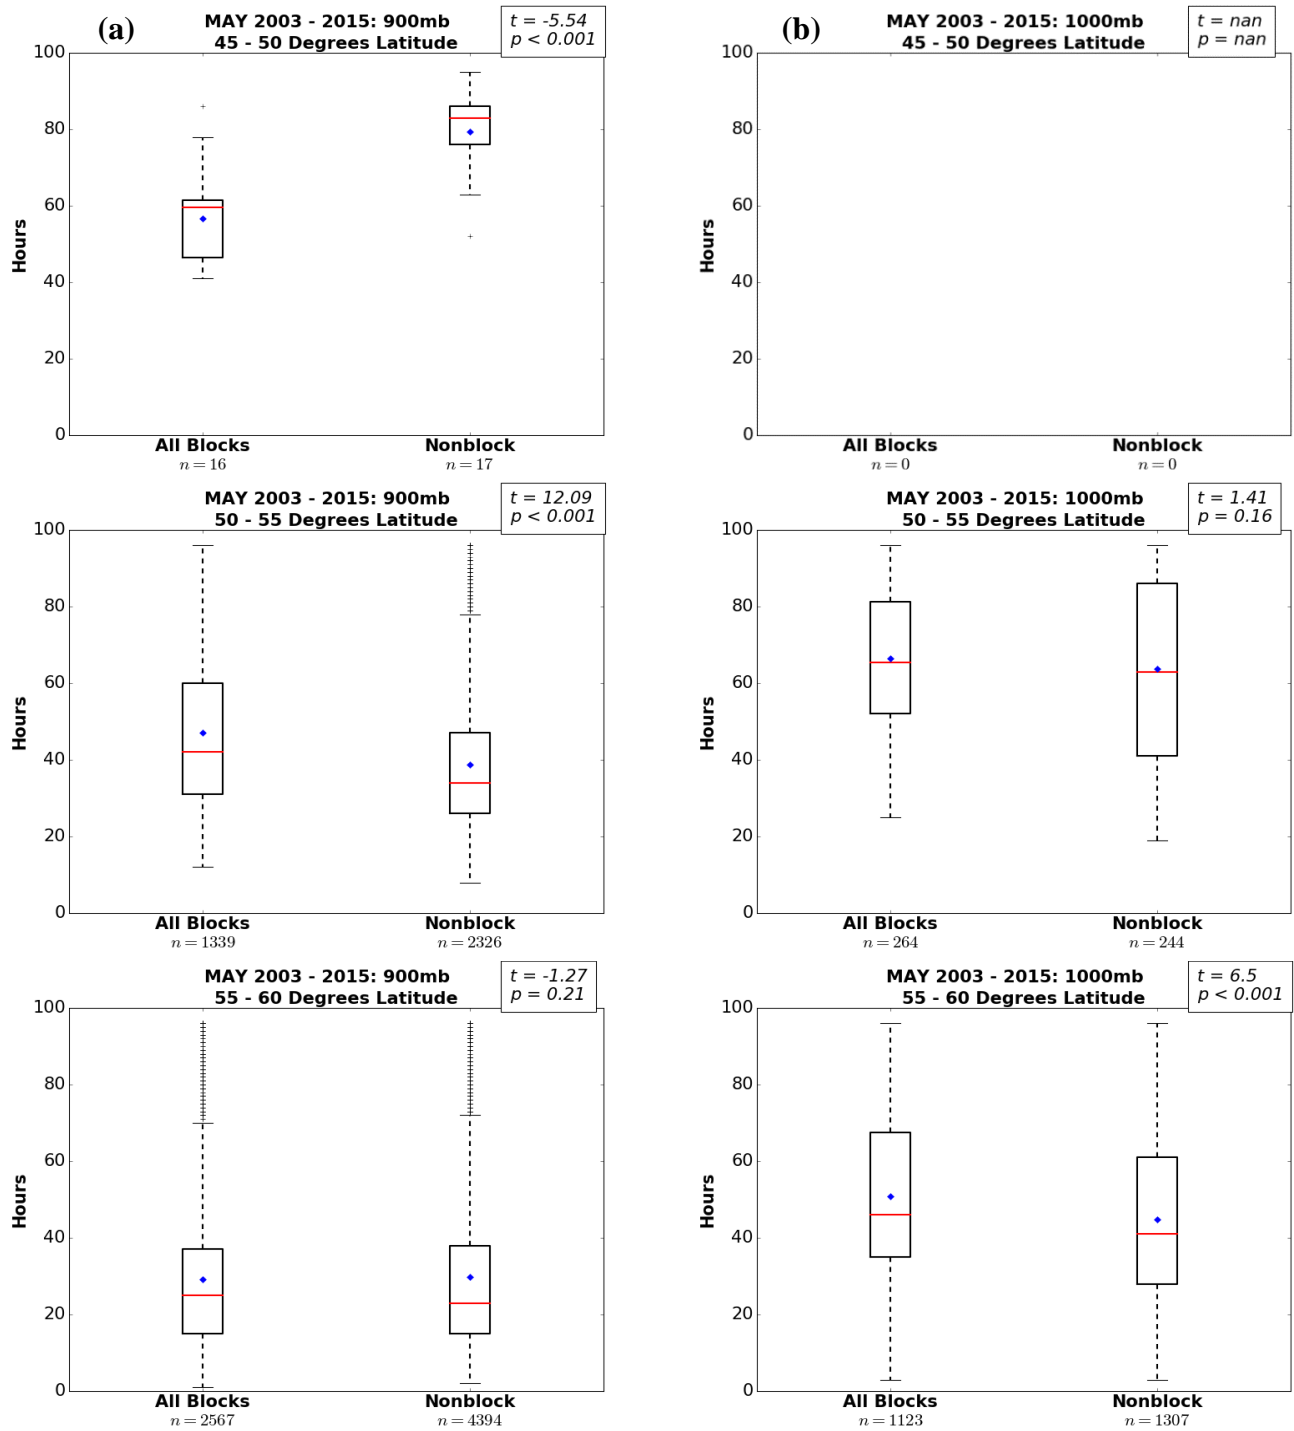 (a)
MAY 2003 - 2015: 900mb
45 - 50 Degrees Latitude
t = -5.54
p < 0.001
100
80
60
40
20
0
Hours
All Blocks
n = 16
Nonblock
n = 17
(b)
MAY 2003 - 2015: 1000mb
45 - 50 Degrees Latitude
t = nan
p = nan
100
80
60
40
20
0
Hours
All Blocks
n = 0
Nonblock
n = 0
MAY 2003 - 2015: 900mb
50 - 55 Degrees Latitude
t = 12.09
p < 0.001
100
80
60
40
20
0
Hours
All Blocks
n = 1339
Nonblock
n = 2326
MAY 2003 - 2015: 1000mb
50 - 55 Degrees Latitude
t = 1.41
p = 0.16
100
80
60
40
20
0
Hours
All Blocks
n = 264
Nonblock
n = 244
MAY 2003 - 2015: 900mb
55 - 60 Degrees Latitude
t = -1.27
p = 0.21
100
80
60
40
20
0
Hours
All Blocks
n = 2567
Nonblock
n = 4394
MAY 2003 - 2015: 1000mb
55 - 60 Degrees Latitude
t = 6.5
p < 0.001
100
80
60
40
20
0
Hours
All Blocks
n = 1123
Nonblock
n = 1307